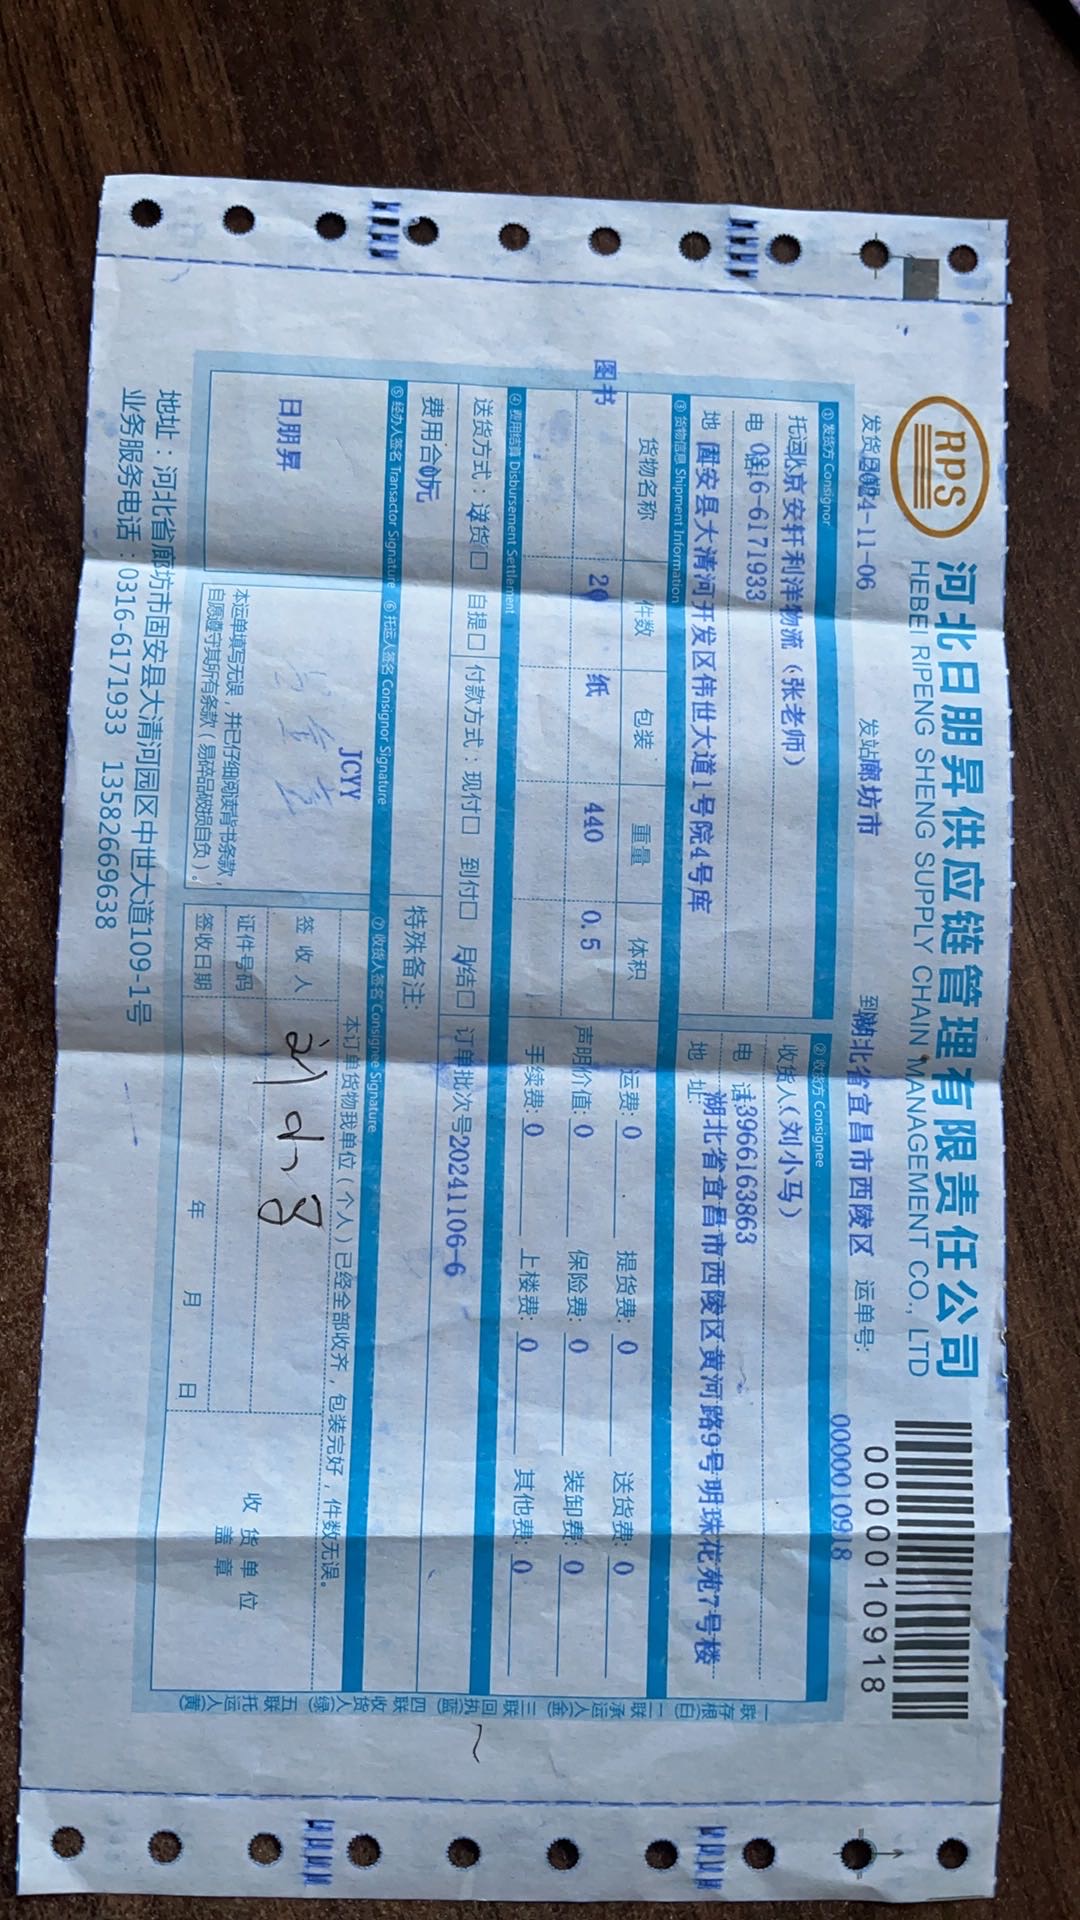 RPS
河北日朋昇供应链管理有限责任公司
HEBEI RIPENG SHENG SUPPLY CHAIN MANAGEMENT CO., LTD
0000010918
发货日期 2024-11-06 发站 廊坊市 到 湖北省宜昌市西陵区 运单号: 0000010918
① 发货方 Consignor
托运人 京安轩利洋物流（张老师）
电话 0316-6171933
地 固安县大清河开发区伟世大道1号院4号库
② 收货方 Consignee
收货人（刘小马）
电话 13966163863
地址: 湖北省宜昌市西陵区黄河路9号明珠花苑7号楼
③ 货物信息 Shipment Information
货物名称 件数 包装 重量 体积
图书 20 纸 440 0.5
运费: 0 提货费: 0 送货费: 0
声明价值: 0 保险费: 0 装卸费: 0
手续费: 0 上楼费: 0 其他费: 0
④ 费用结算 Disbursement Settlement
送货方式：送货□ 自提□ 付款方式：现付□ 到付□ 月结□ 订单批次号20241106-6
费用合 0元
特殊备注:
⑤ 经办人签名 Transactor Signature
日朋昇
⑥ 托运人签名 Consignor Signature
JCYY
本运单填写无误，并已仔细阅读背书条款，
自愿遵守其所有条款（易碎品破损自负）。
⑦ 收货人签名 Consignee Signature
本订单货物我单位（个人）已经全部收齐，包装完好，件数无误。
签收人 刘小马
证件号码
签收日期 年 月 日
收货单位
盖章
一联 存根(白) 二联 承运人(金) 三联 回执(蓝) 四联 收货人(绿) 五联 托运人(黄)
地址：河北省廊坊市固安县大清河园区中世大道109-1号
业务服务电话：0316-6171933 13582669638